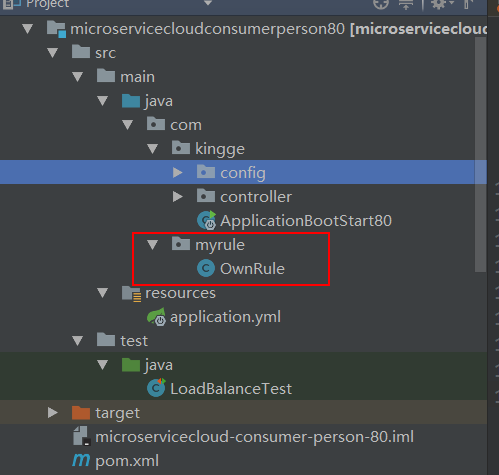 Project
microservicecloudconsumerperson80 [microservicecloud
src
main
java
com
kingge
config
controller
ApplicationBootStart80
myrule
OwnRule
resources
application.yml
test
java
LoadBalanceTest
target
microservicecloud-consumer-person-80.iml
pom.xml